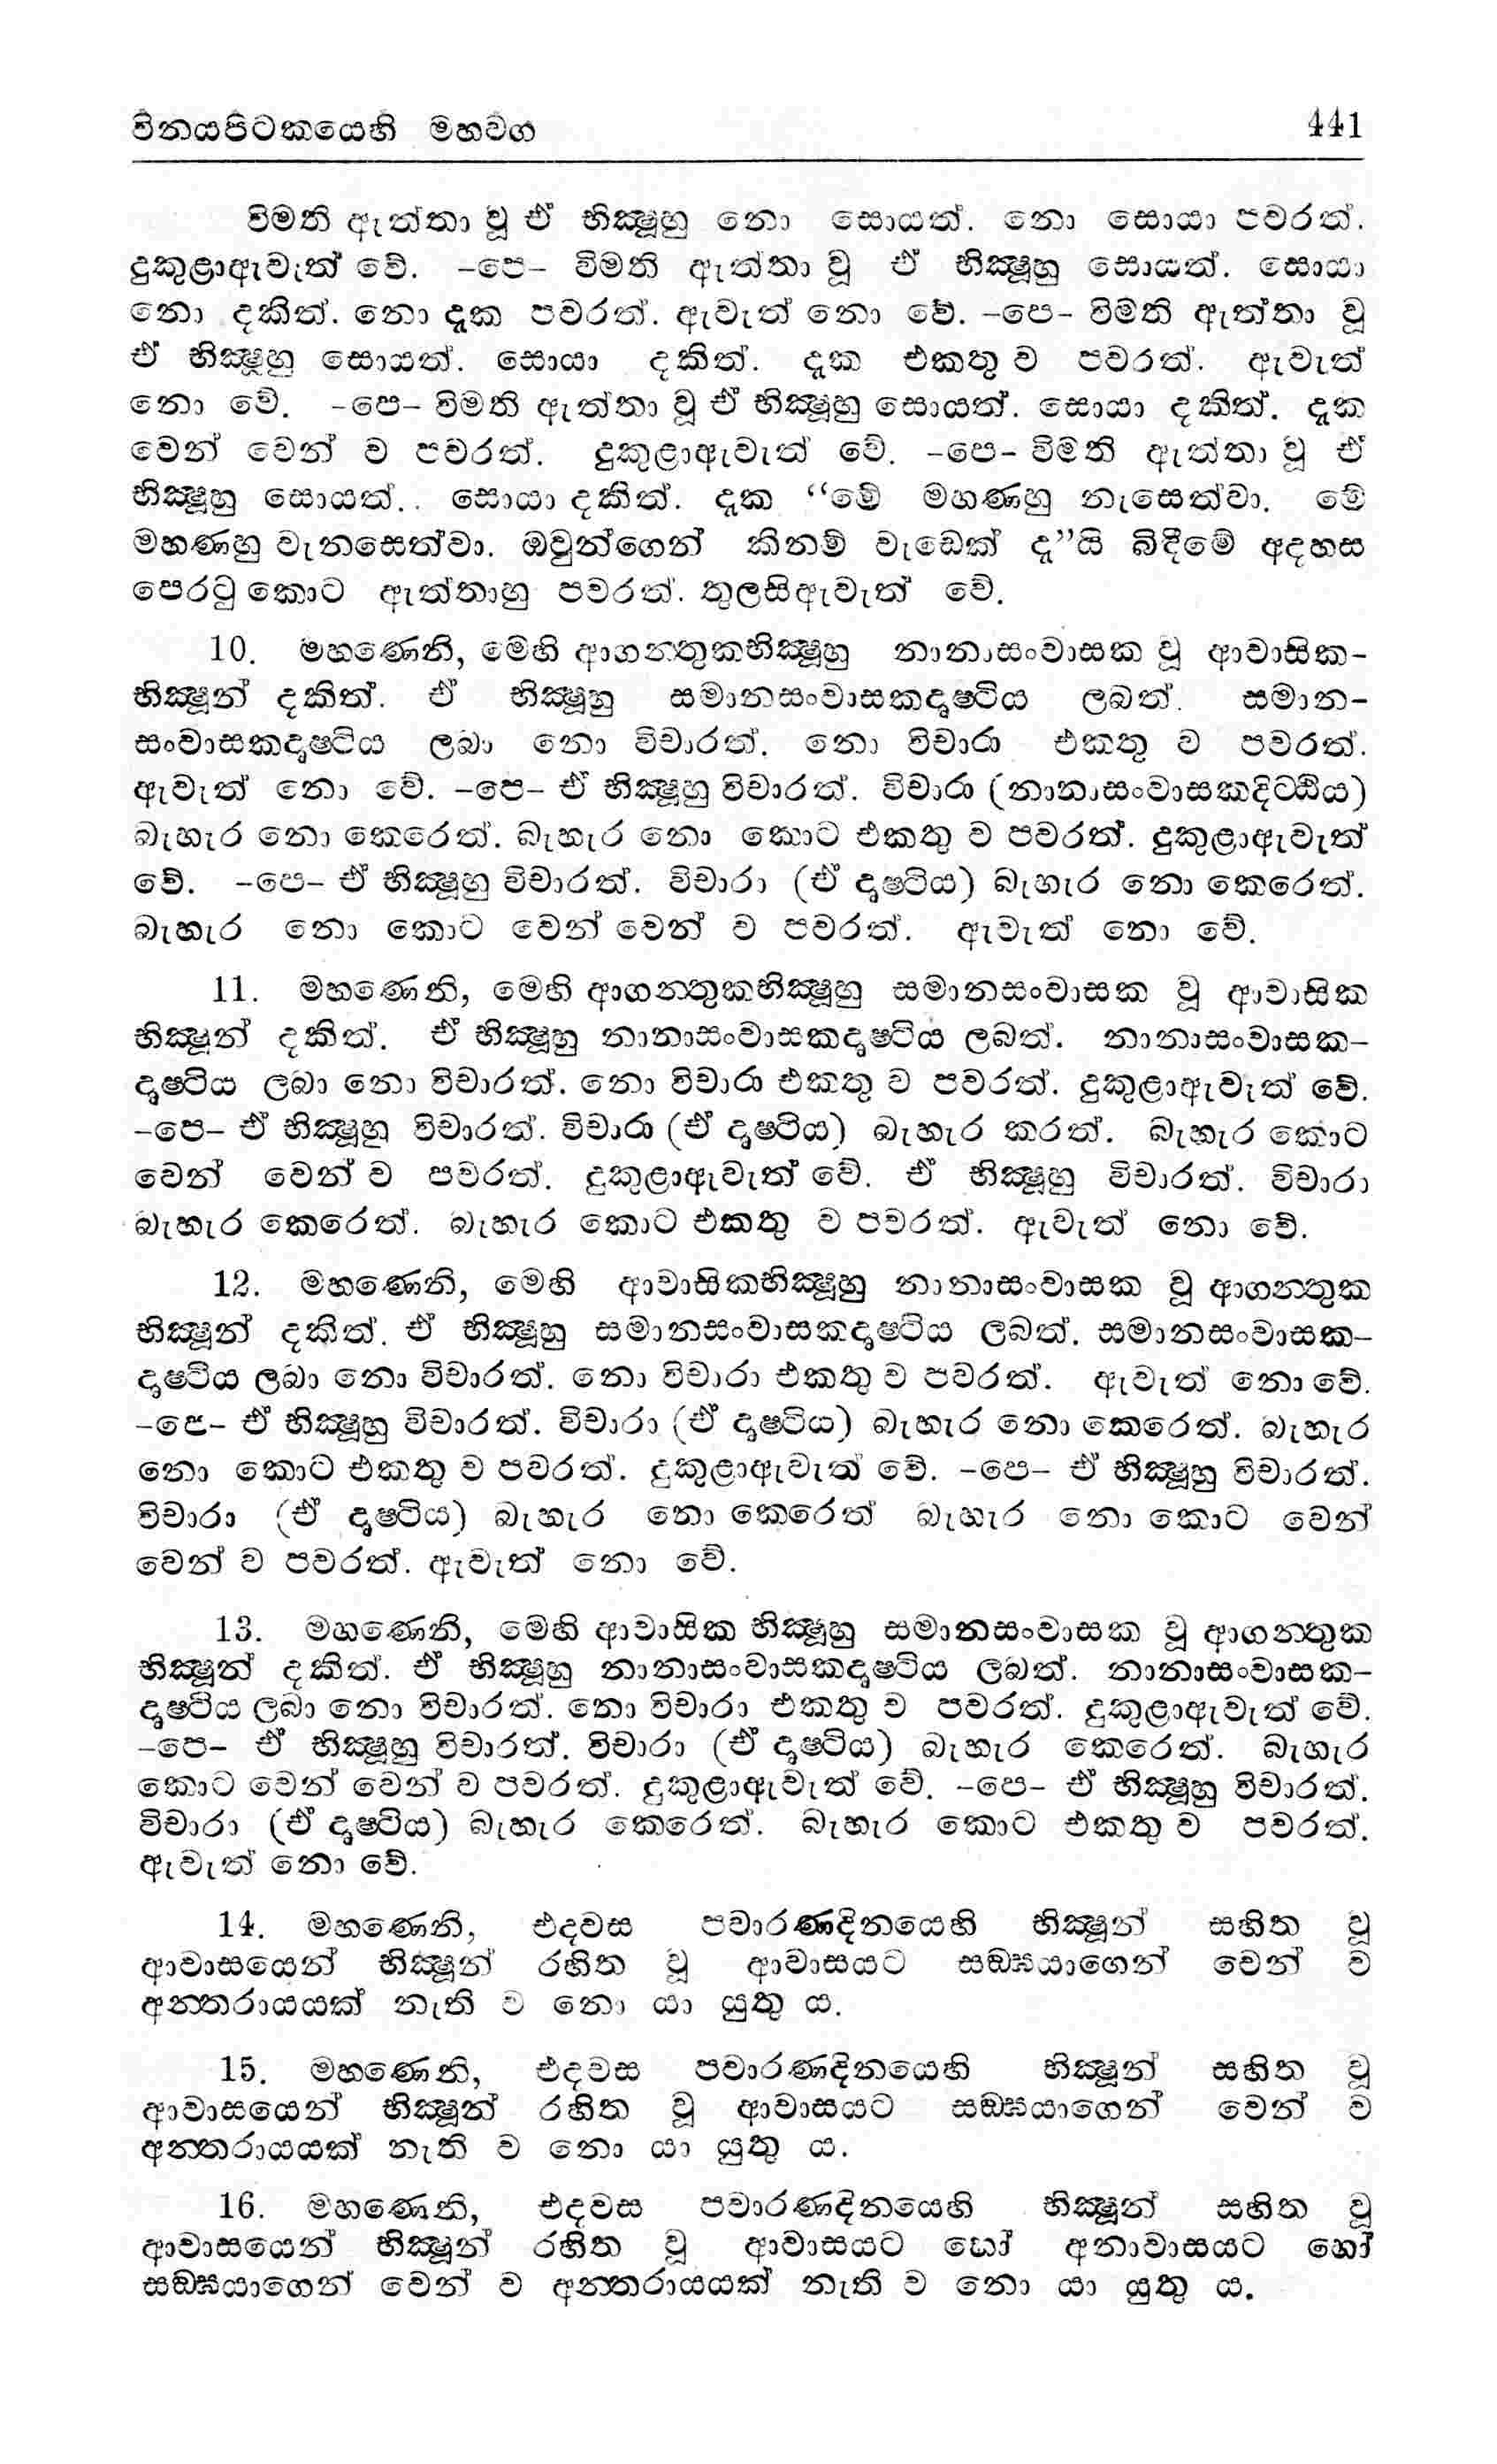 විනයපිටකයෙහි මහවග 441
විමති ඇත්තා වූ ඒ භික්‍ෂූහු නො සොයත්. නො සොයා පවරත්.
දුකුළාඇවැත් වේ. -පෙ- විමති ඇත්තා වූ ඒ භික්‍ෂූහු සොයත්. සොයා
නො දකිත්. නො දැක පවරත්. ඇවැත් නො වේ. -පෙ- විමති ඇත්තා වූ
ඒ භික්‍ෂූහු සොයත්. සොයා දකිත්. දැක එකතු ව පවරත්. ඇවැත්
නො වේ. -පෙ- විමති ඇත්තා වූ ඒ භික්‍ෂූහු සොයත්. සොයා දකිත්. දැක
වෙන් වෙන් ව පවරත්. දුකුළාඇවැත් වේ. -පෙ- විමති ඇත්තා වූ ඒ
භික්‍ෂූහු සොයත්. සොයා දකිත්. දැක “මේ මහණහු නැසෙත්වා. මේ
මහණහු වැනසෙත්වා. ඔවුන්ගෙන් කිනම් වැඩෙක් දැ”යි බිඳීමේ අදහස
පෙරටු කොට ඇත්තාහු පවරත්. තුලසිඇවැත් වේ.
10. මහණෙනි, මෙහි ආගන්‍තුකභික්‍ෂූහු නානාසංවාසක වූ ආවාසික-
භික්‍ෂූන් දකිත්. ඒ භික්‍ෂූහු සමානසංවාසකදෘෂ්ටිය ලබත්. සමාන-
සංවාසකදෘෂ්ටිය ලබා නො විචාරත්. නො විචාරා එකතු ව පවරත්.
ඇවැත් නො වේ. -පෙ- ඒ භික්‍ෂූහු විචාරත්. විචාරා (නානාසංවාසකදිට්ඨිය)
බැහැර නො කෙරෙත්. බැහැර නො කොට එකතු ව පවරත්. දුකුළාඇවැත්
වේ. -පෙ- ඒ භික්‍ෂූහු විචාරත්. විචාරා (ඒ දෘෂ්ටිය) බැහැර නො කෙරෙත්.
බැහැර නො කොට වෙන් වෙන් ව පවරත්. ඇවැත් නො වේ.
11. මහණෙනි, මෙහි ආගන්‍තුකභික්‍ෂූහු සමානසංවාසක වූ ආවාසික
භික්‍ෂූන් දකිත්. ඒ භික්‍ෂූහු නානාසංවාසකදෘෂ්ටිය ලබත්. නානාසංවාසක-
දෘෂ්ටිය ලබා නො විචාරත්. නො විචාරා එකතු ව පවරත්. දුකුළාඇවැත් වේ.
-පෙ- ඒ භික්‍ෂූහු විචාරත්. විචාරා (ඒ දෘෂ්ටිය) බැහැර කරත්. බැහැර කොට
වෙන් වෙන් ව පවරත්. දුකුළාඇවැත් වේ. ඒ භික්‍ෂූහු විචාරත්. විචාරා
බැහැර කෙරෙත්. බැහැර කොට එකතු ව පවරත්. ඇවැත් නො වේ.
12. මහණෙනි, මෙහි ආවාසිකභික්‍ෂූහු නානාසංවාසක වූ ආගන්‍තුක
භික්‍ෂූන් දකිත්. ඒ භික්‍ෂූහු සමානසංවාසකදෘෂ්ටිය ලබත්. සමානසංවාසක-
දෘෂ්ටිය ලබා නො විචාරත්. නො විචාරා එකතු ව පවරත්. ඇවැත් නො වේ.
-පෙ- ඒ භික්‍ෂූහු විචාරත්. විචාරා (ඒ දෘෂ්ටිය) බැහැර නො කෙරෙත්. බැහැර
නො කොට එකතු ව පවරත්. දුකුළාඇවැත් වේ. -පෙ- ඒ භික්‍ෂූහු විචාරත්.
විචාරා (ඒ දෘෂ්ටිය) බැහැර නො කෙරෙත් බැහැර නො කොට වෙන්
වෙන් ව පවරත්. ඇවැත් නො වේ.
13. මහණෙනි, මෙහි ආවාසික භික්‍ෂූහු සමානසංවාසක වූ ආගන්‍තුක
භික්‍ෂූන් දකිත්. ඒ භික්‍ෂූහු නානාසංවාසකදෘෂ්ටිය ලබත්. නානාසංවාසක-
දෘෂ්ටිය ලබා නො විචාරත්. නො විචාරා එකතු ව පවරත්. දුකුළාඇවැත් වේ.
-පෙ- ඒ භික්‍ෂූහු විචාරත්. විචාරා (ඒ දෘෂ්ටිය) බැහැර කෙරෙත්. බැහැර
කොට වෙන් වෙන් ව පවරත්. දුකුළාඇවැත් වේ. -පෙ- ඒ භික්‍ෂූහු විචාරත්.
විචාරා (ඒ දෘෂ්ටිය) බැහැර කෙරෙත්. බැහැර කොට එකතු ව පවරත්.
ඇවැත් නො වේ.
14. මහණෙනි, එදවස පවාරණදිනයෙහි භික්‍ෂූන් සහිත වූ
ආවාසයෙන් භික්‍ෂූන් රහිත වූ ආවාසයට සඞ්ඝයාගෙන් වෙන් ව
අන්‍තරායයක් නැති ව නො යා යුතු ය.
15. මහණෙනි, එදවස පවාරණදිනයෙහි භික්‍ෂූන් සහිත වූ
ආවාසයෙන් භික්‍ෂූන් රහිත වූ ආවාසයට සඞ්ඝයාගෙන් වෙන් ව
අන්‍තරායයක් නැති ව නො යා යුතු ය.
16. මහණෙනි, එදවස පවාරණදිනයෙහි භික්‍ෂූන් සහිත වූ
ආවාසයෙන් භික්‍ෂූන් රහිත වූ ආවාසයට හෝ අනාවාසයට හෝ
සඞ්ඝයාගෙන් වෙන් ව අන්‍තරායයක් නැති ව නො යා යුතු ය.